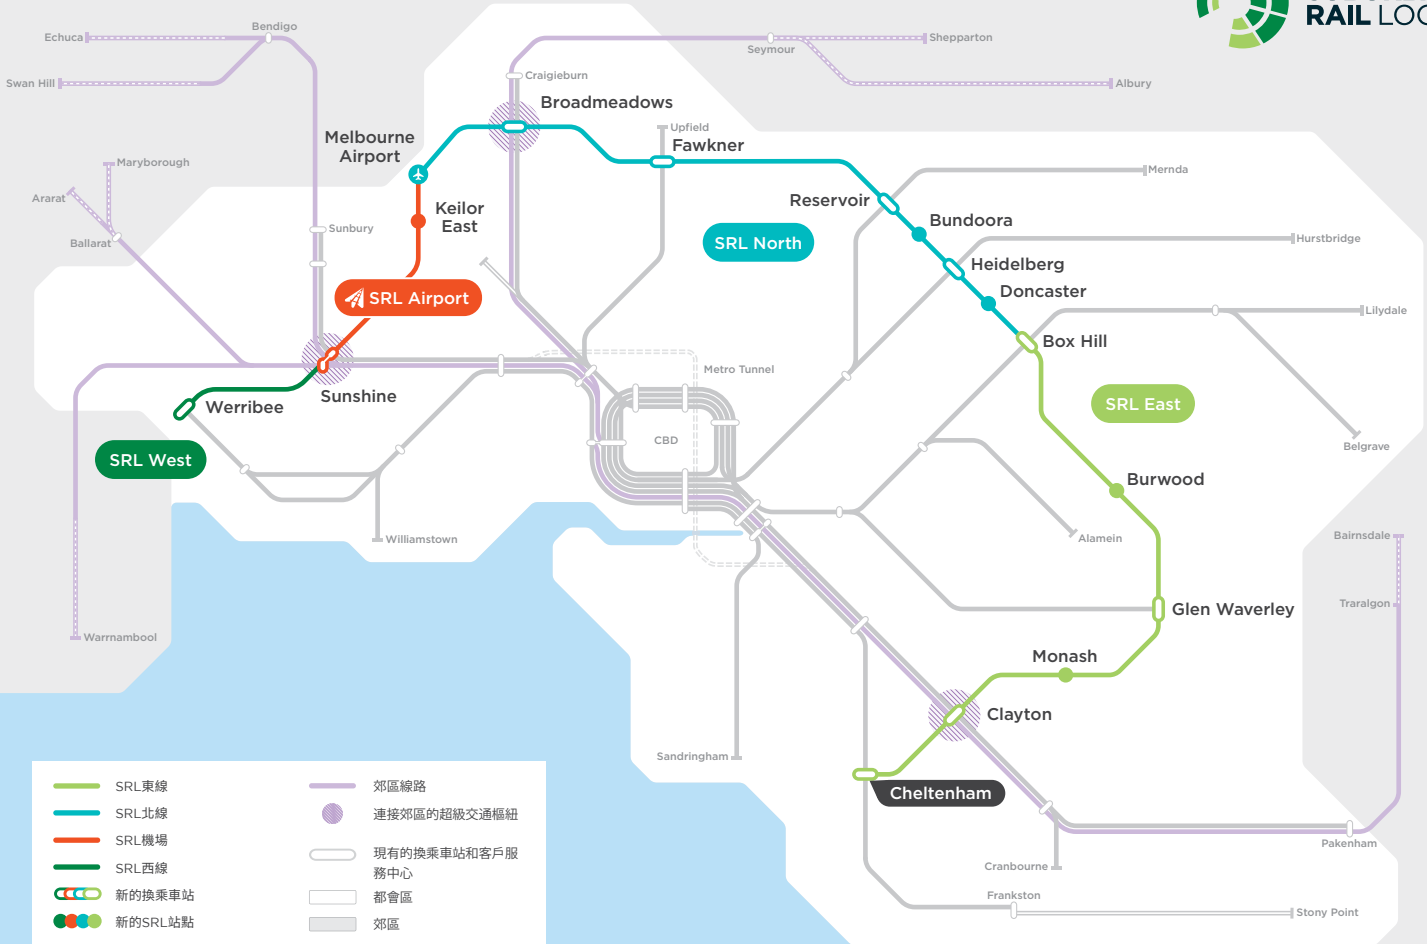 RAIL LOO
Bendigo
Echuca
Swan Hill
Shepparton
Seymour
Albury
Craigieburn
Broadmeadows
Melbourne
Airport
Upfield
Fawkner
Maryborough
Ararat
Ballarat
Mernda
Reservoir
Keilor
East
Bundoora
SRL North
Sunbury
Hurstbridge
Heidelberg
Doncaster
SRL Airport
Lilydale
Box Hill
Metro Tunnel
Sunshine
Werribee
SRL East
CBD
Belgrave
SRL West
Burwood
Williamstown
Alamein
Bairnsdale
Traralgon
Glen Waverley
Warrnambool
Monash
Clayton
Sandringham
Cheltenham
Pakenham
Cranbourne
Frankston
Stony Point
SRL東線
SRL北線
SRL機場
SRL西線
新的換乘車站
新的SRL站點
郊區線路
連接郊區的超級交通樞紐
現有的換乘車站和客戶服
務中心
都會區
郊區